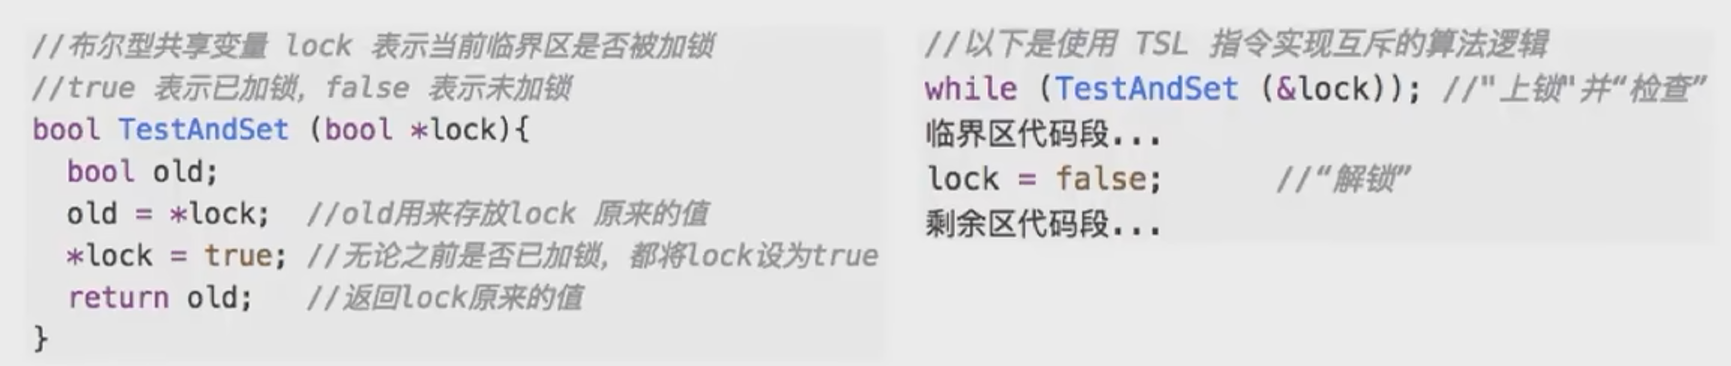 //布尔型共享变量 lock 表示当前临界区是否被加锁
//true 表示已加锁，false 表示未加锁
bool TestAndSet (bool *lock){
  bool old;
  old = *lock;  //old用来存放lock 原来的值
  *lock = true; //无论之前是否已加锁，都将lock设为true
  return old;   //返回lock原来的值
}
//以下是使用 TSL 指令实现互斥的算法逻辑
while (TestAndSet (&lock)); //"上锁"并“检查”
临界区代码段...
lock = false;      //“解锁”
剩余区代码段...